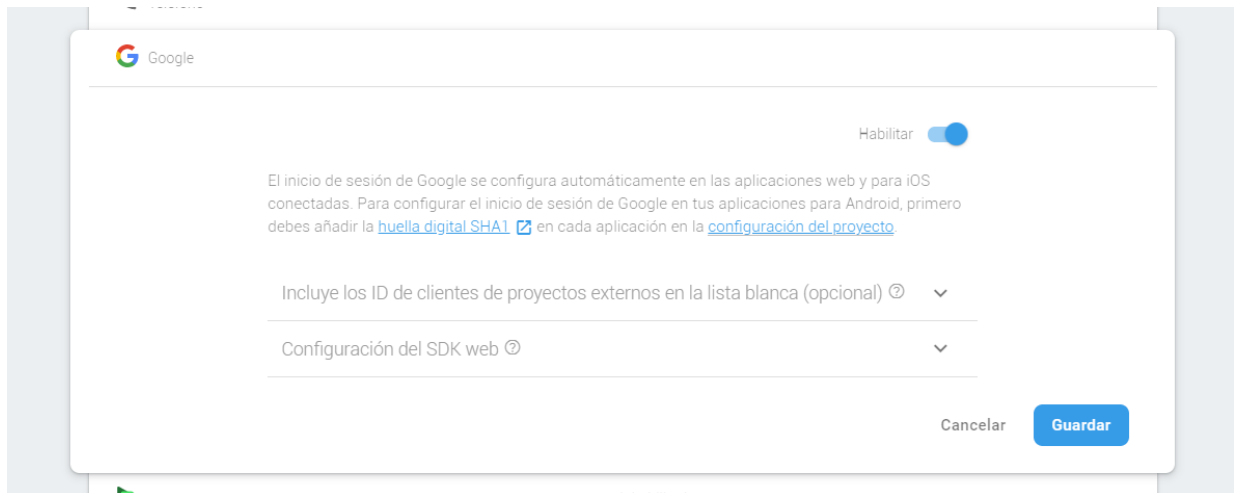 Google
Habilitar
El inicio de sesión de Google se configura automáticamente en las aplicaciones web y para iOS
conectadas. Para configurar el inicio de sesión de Google en tus aplicaciones para Android, primero
debes añadir la huella digital SHA1 en cada aplicación en la configuración del proyecto.
Incluye los ID de clientes de proyectos externos en la lista blanca (opcional)
Configuración del SDK web
Cancelar Guardar